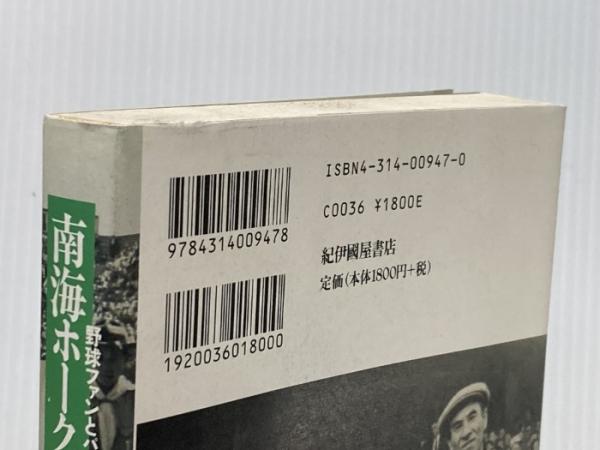 南海ホーク
野球ファンとパ
9784314009478
1920036018000
ISBN4-314-00947-0
C0036 ¥1800E
紀伊國屋書店
定価(本体1800円+税)